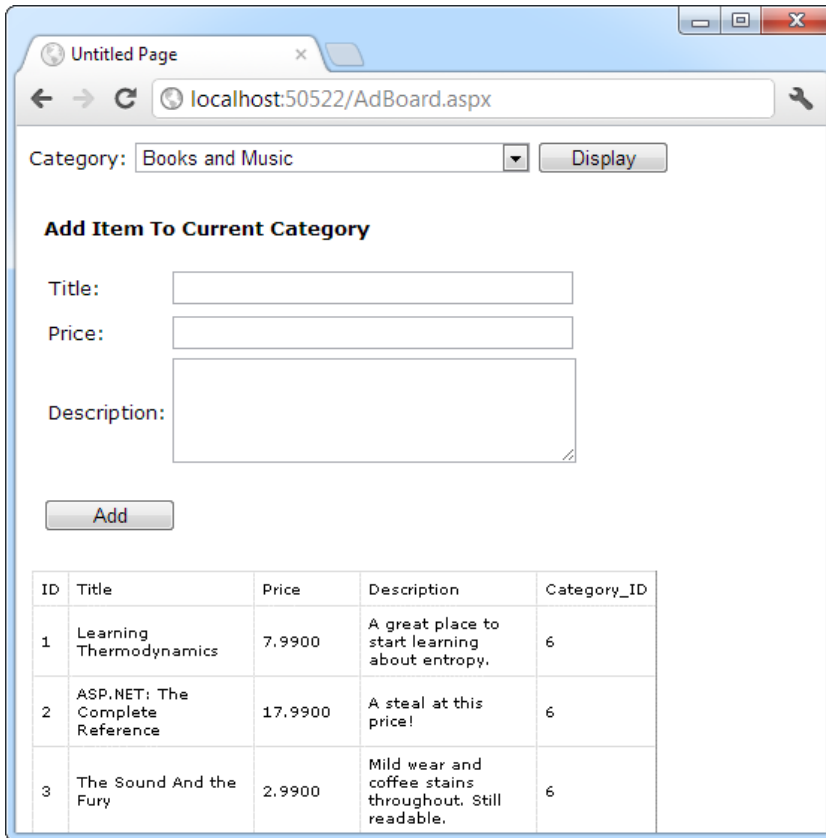 Untitled Page
localhost:50522/AdBoard.aspx
Category: Books and Music Display
Add Item To Current Category
Title:
Price:
Description:
Add
ID Title Price Description Category_ID
1 Learning Thermodynamics 7.9900 A great place to start learning about entropy. 6
2 ASP.NET: The Complete Reference 17.9900 A steal at this price! 6
3 The Sound And the Fury 2.9900 Mild wear and coffee stains throughout. Still readable. 6